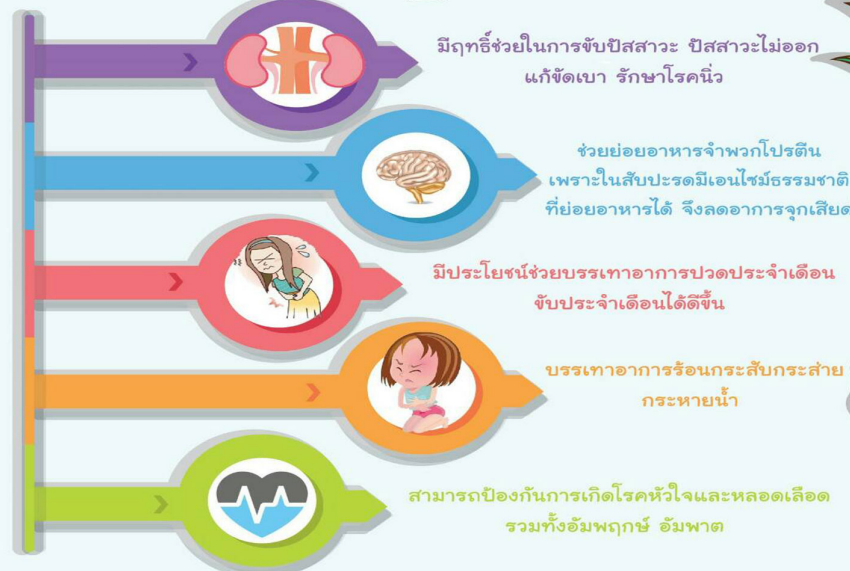 มีฤทธิ์ช่วยในการขับปัสสาวะ ปัสสาวะไม่ออก
แก้ขัดเบา รักษาโรคนิ่ว
ช่วยย่อยอาหารจำพวกโปรตีน
เพราะในสับปะรดมีเอนไซม์ธรรมชาติ
ที่ย่อยอาหารได้ จึงลดอาการจุกเสียด
มีประโยชน์ช่วยบรรเทาอาการปวดประจำเดือน
ขับประจำเดือนได้ดีขึ้น
บรรเทาอาการร้อนกระสับกระส่าย
กระหายน้ำ
สามารถป้องกันการเกิดโรคหัวใจและหลอดเลือด
รวมทั้งอัมพฤกษ์ อัมพาต